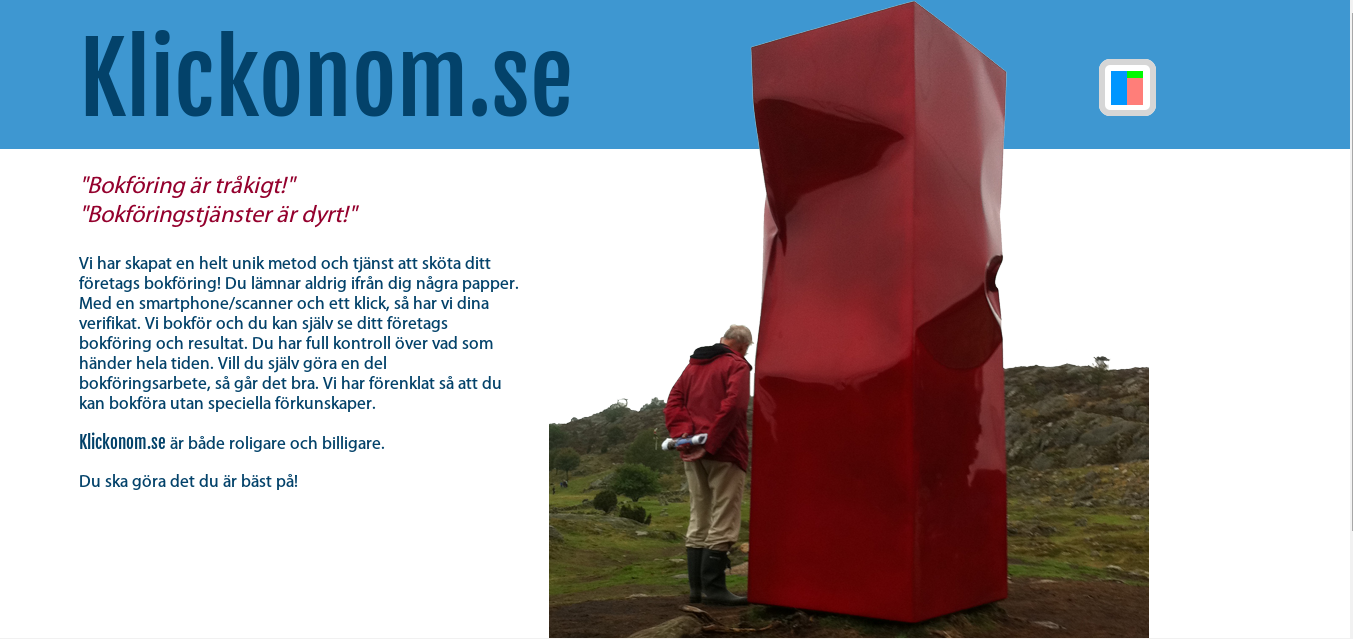 Klickonom.se
"Bokföring är tråkigt!"
"Bokföringstjänster är dyrt!"
Vi har skapat en helt unik metod och tjänst att sköta ditt
företags bokföring! Du lämnar aldrig ifrån dig några papper.
Med en smartphone/scanner och ett klick, så har vi dina
verifikat. Vi bokför och du kan själv se ditt företags
bokföring och resultat. Du har full kontroll över vad som
händer hela tiden. Vill du själv göra en del
bokföringsarbete, så går det bra. Vi har förenklat så att du
kan bokföra utan speciella förkunskaper.
Klickonom.se är både roligare och billigare.
Du ska göra det du är bäst på!